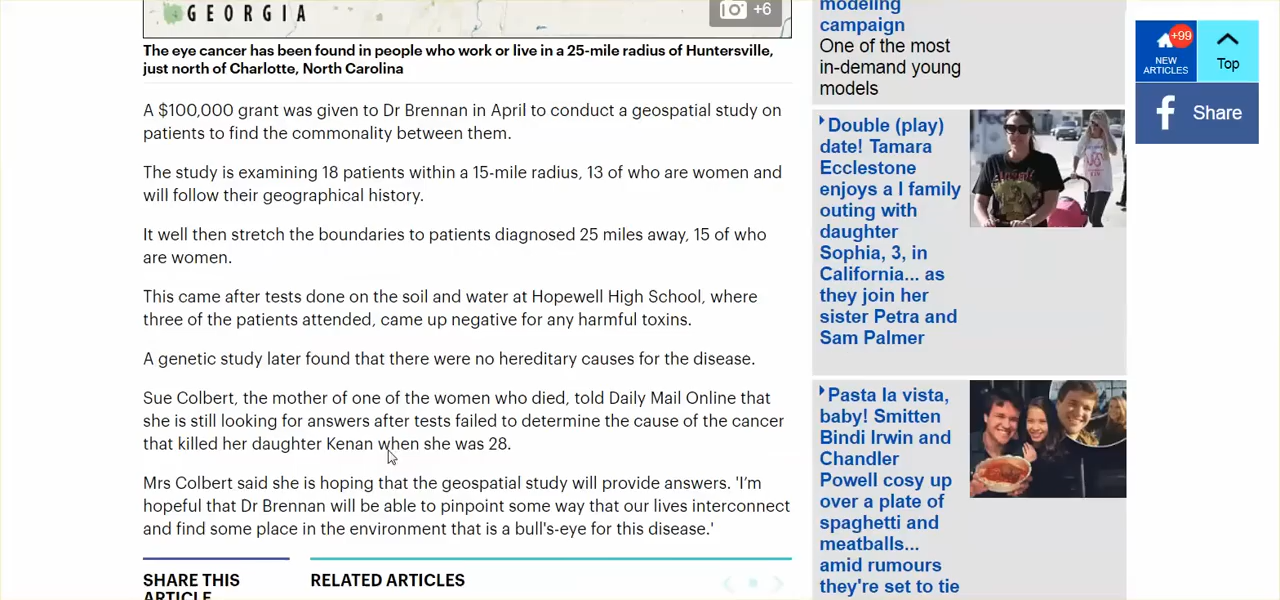 GEORGIA
+6
The eye cancer has been found in people who work or live in a 25-mile radius of Huntersville,
just north of Charlotte, North Carolina
A $100,000 grant was given to Dr Brennan in April to conduct a geospatial study on
patients to find the commonality between them.
The study is examining 18 patients within a 15-mile radius, 13 of who are women and
will follow their geographical history.
It well then stretch the boundaries to patients diagnosed 25 miles away, 15 of who
are women.
This came after tests done on the soil and water at Hopewell High School, where
three of the patients attended, came up negative for any harmful toxins.
A genetic study later found that there were no hereditary causes for the disease.
Sue Colbert, the mother of one of the women who died, told Daily Mail Online that
she is still looking for answers after tests failed to determine the cause of the cancer
that killed her daughter Kenan when she was 28.
Mrs Colbert said she is hoping that the geospatial study will provide answers. 'I'm
hopeful that Dr Brennan will be able to pinpoint some way that our lives interconnect
and find some place in the environment that is a bull's-eye for this disease.'
SHARE THIS
ARTICLE
RELATED ARTICLES
modeling
campaign
One of the most
in-demand young
models
Double (play)
date! Tamara
Ecclestone
enjoys a l family
outing with
daughter
Sophia, 3, in
California... as
they join her
sister Petra and
Sam Palmer
Pasta la vista,
baby! Smitten
Bindi Irwin and
Chandler
Powell cosy up
over a plate of
spaghetti and
meatballs...
amid rumours
they're set to tie
+99
NEW
ARTICLES
Top
f Share